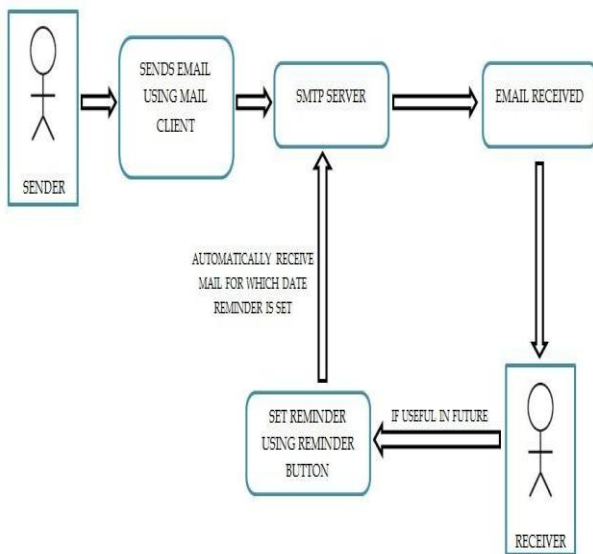 SENDER
SENDS EMAIL
USING MAIL
CLIENT
SMTP SERVER
EMAIL RECEIVED
AUTOMATICALLY RECEIVE
MAIL FOR WHICH DATE
REMINDER IS SET
SET REMINDER
USING REMINDER
BUTTON
IF USEFUL IN FUTURE
RECEIVER